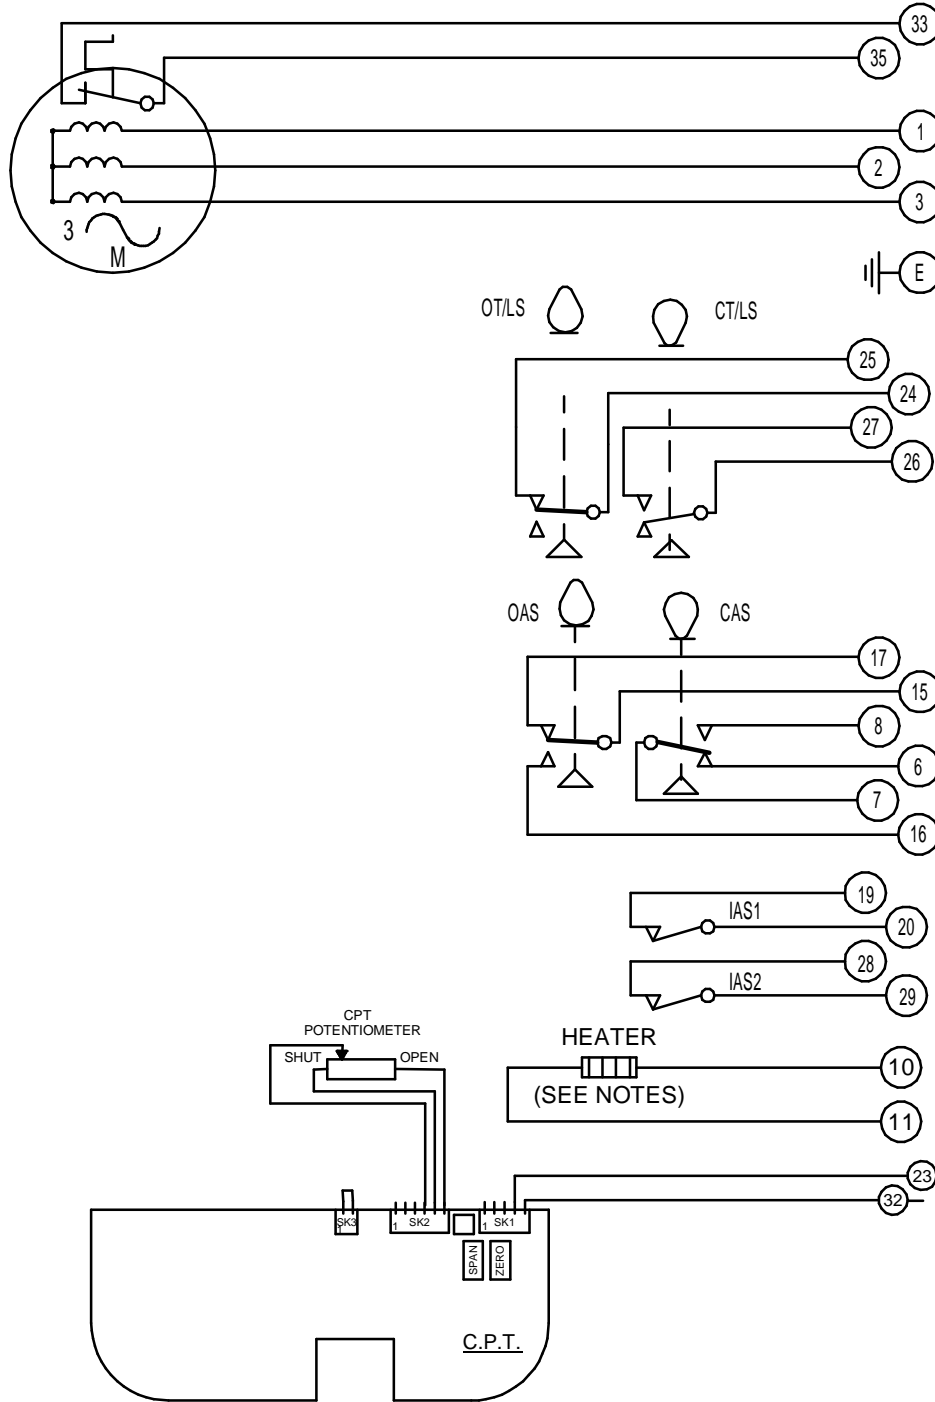 33
35
1
2
3
3
M
E
OT/LS
CT/LS
25
24
27
26
OAS
CAS
17
15
8
6
7
16
19
IAS1
20
28
IAS2
29
CPT
POTENTIOMETER
SHUT
OPEN
HEATER
(SEE NOTES)
10
11
23
32
SK3
1
1
SK2
1
SK1
SPAN
ZERO
C.P.T.